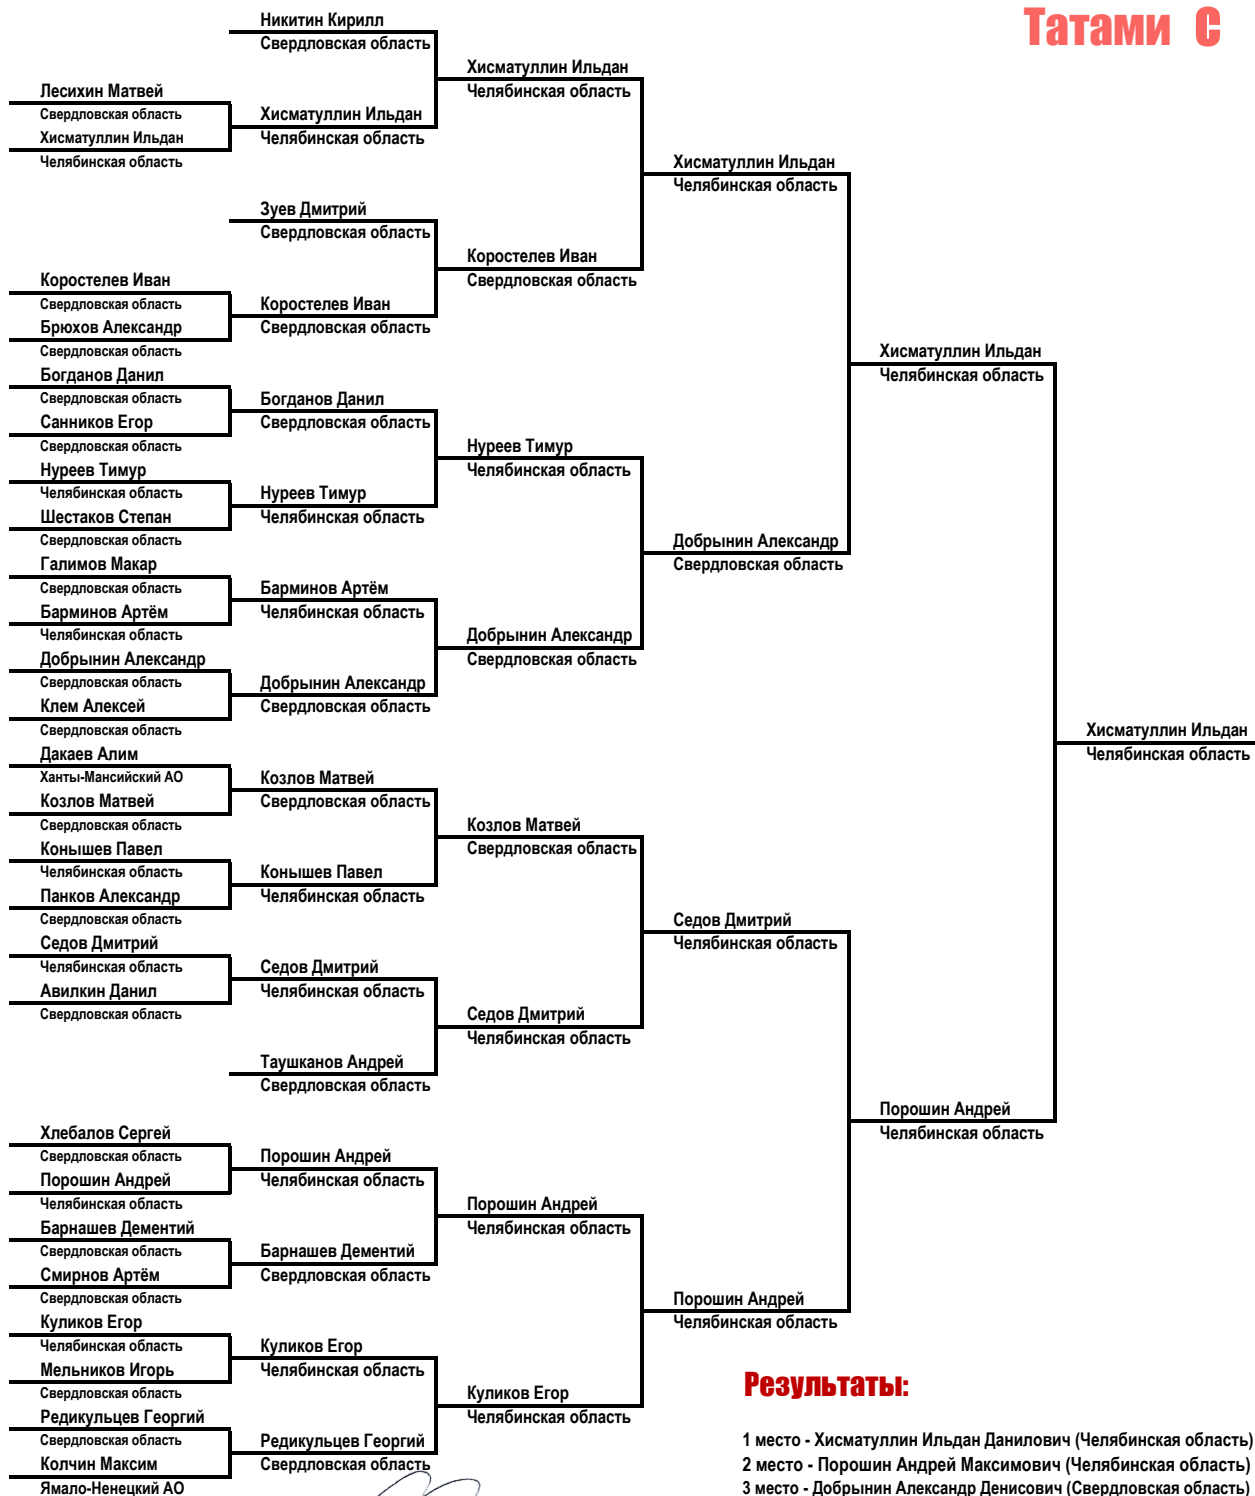 Татами С
Никитин Кирилл
Свердловская область
Хисматуллин Ильдан
Челябинская область
Лесихин Матвей
Свердловская область
Хисматуллин Ильдан
Челябинская область
Хисматуллин Ильдан
Челябинская область
Хисматуллин Ильдан
Челябинская область
Зуев Дмитрий
Свердловская область
Коростелев Иван
Свердловская область
Коростелев Иван
Свердловская область
Коростелев Иван
Свердловская область
Брюхов Александр
Свердловская область
Хисматуллин Ильдан
Челябинская область
Богданов Данил
Свердловская область
Богданов Данил
Свердловская область
Санников Егор
Свердловская область
Нуреев Тимур
Челябинская область
Нуреев Тимур
Челябинская область
Нуреев Тимур
Челябинская область
Шестаков Степан
Свердловская область
Добрынин Александр
Свердловская область
Галимов Макар
Свердловская область
Барминов Артём
Челябинская область
Барминов Артём
Челябинская область
Добрынин Александр
Свердловская область
Добрынин Александр
Свердловская область
Добрынин Александр
Свердловская область
Клем Алексей
Свердловская область
Хисматуллин Ильдан
Челябинская область
Дакаев Алим
Ханты-Мансийский АО
Козлов Матвей
Свердловская область
Козлов Матвей
Свердловская область
Козлов Матвей
Свердловская область
Конышев Павел
Челябинская область
Конышев Павел
Челябинская область
Панков Александр
Свердловская область
Седов Дмитрий
Челябинская область
Седов Дмитрий
Челябинская область
Седов Дмитрий
Челябинская область
Авилкин Данил
Свердловская область
Седов Дмитрий
Челябинская область
Таушканов Андрей
Свердловская область
Порошин Андрей
Челябинская область
Хлебалов Сергей
Свердловская область
Порошин Андрей
Челябинская область
Порошин Андрей
Челябинская область
Порошин Андрей
Челябинская область
Барнашев Дементий
Свердловская область
Барнашев Дементий
Свердловская область
Смирнов Артём
Свердловская область
Порошин Андрей
Челябинская область
Куликов Егор
Челябинская область
Куликов Егор
Челябинская область
Мельников Игорь
Свердловская область
Куликов Егор
Челябинская область
Редикульцев Георгий
Свердловская область
Редикульцев Георгий
Свердловская область
Колчин Максим
Ямало-Ненецкий АО
Результаты:
1 место - Хисматуллин Ильдан Данилович (Челябинская область)
2 место - Порошин Андрей Максимович (Челябинская область)
3 место - Добрынин Александр Денисович (Свердловская область)